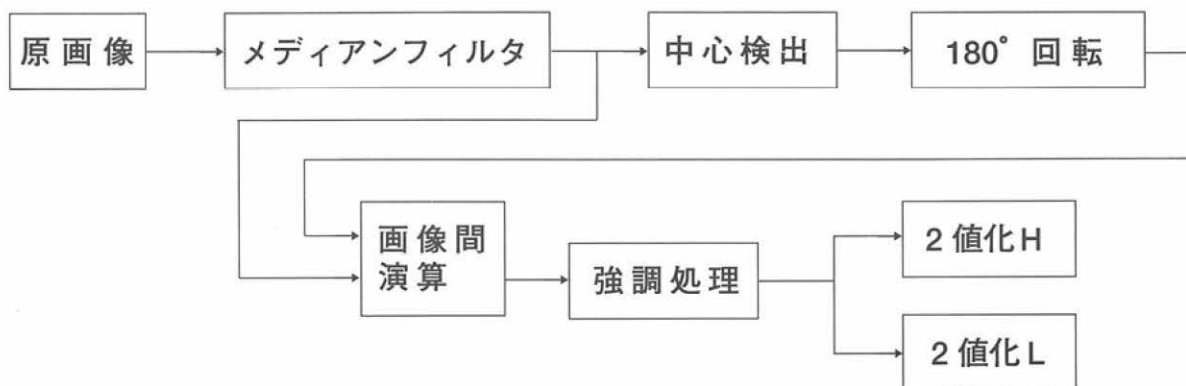 原画像
メディアンフィルタ
中心検出
180° 回転
画像間
演算
強調処理
2値化H
2値化L